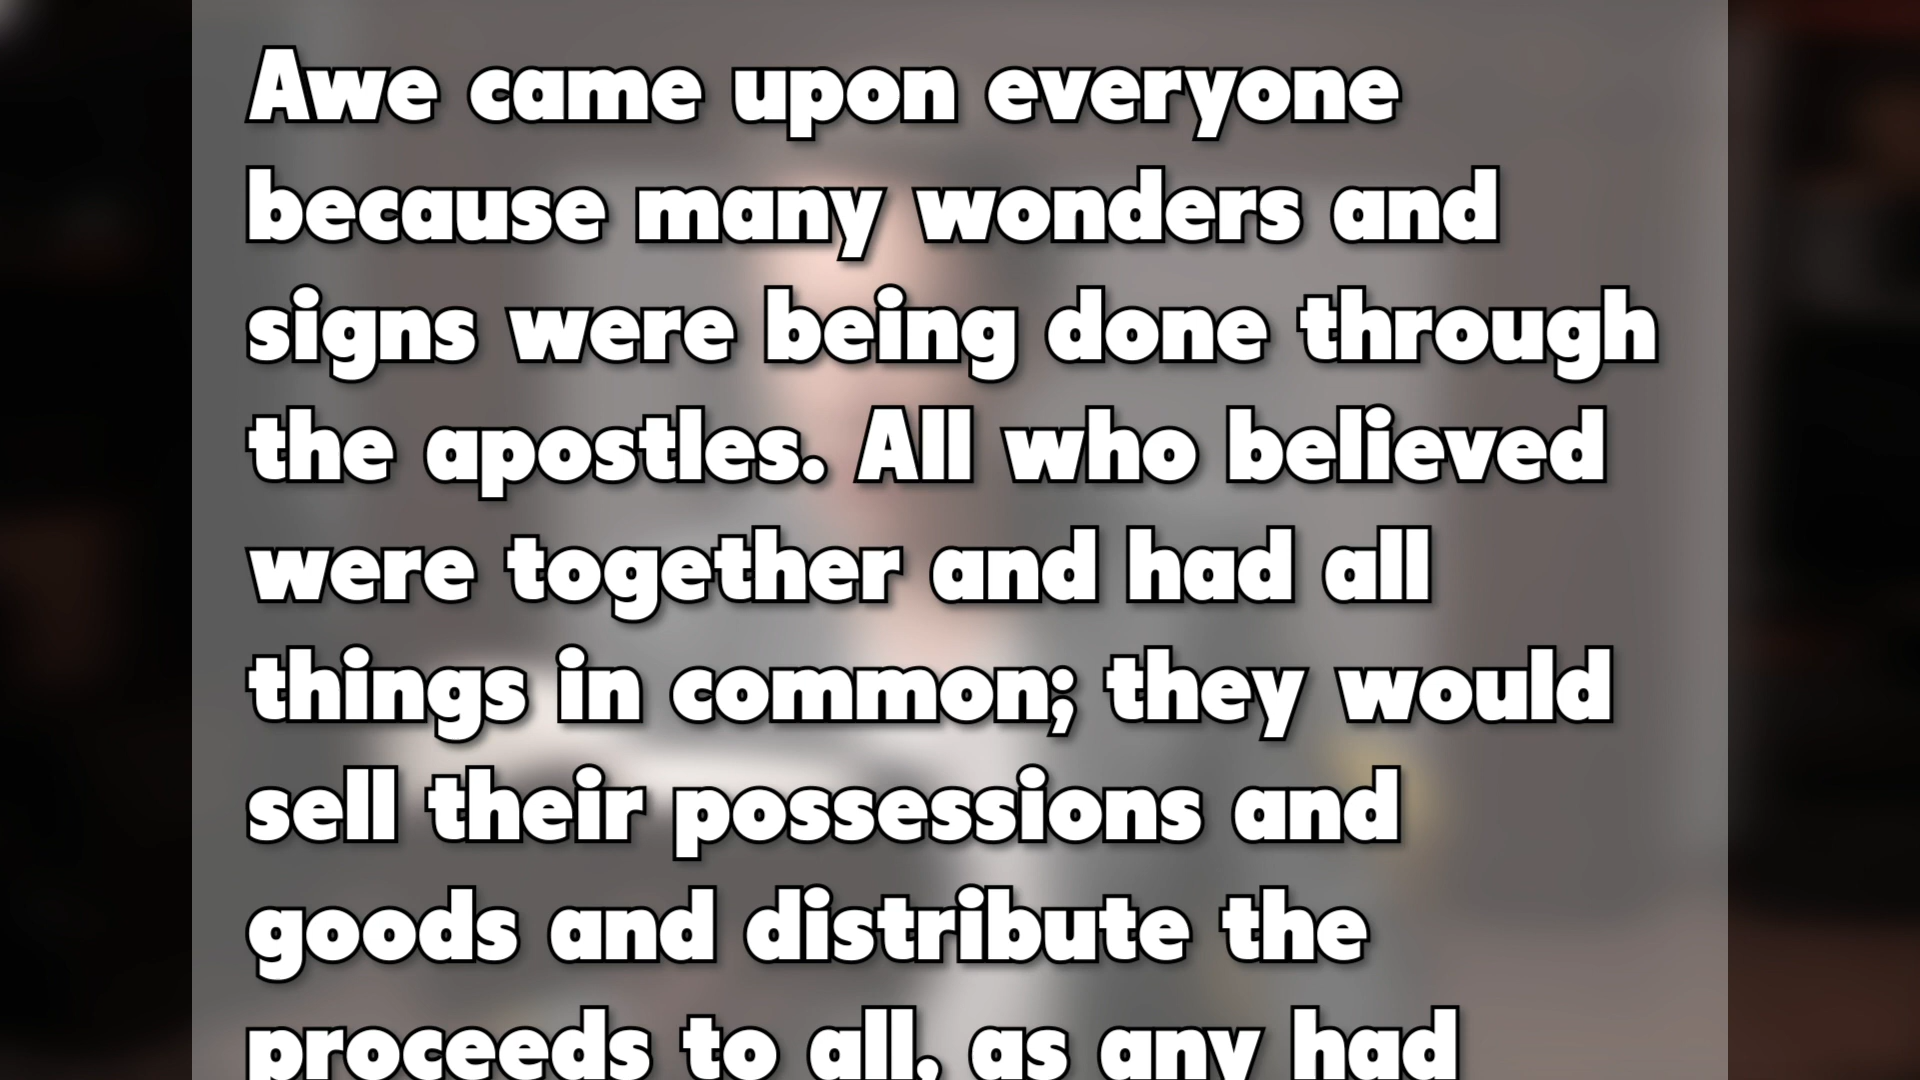 Awe came upon everyone
because many wonders and
signs were being done through
the apostles. All who believed
were together and had all
things in common; they would
sell their possessions and
goods and distribute the
proceeds to all, as any had